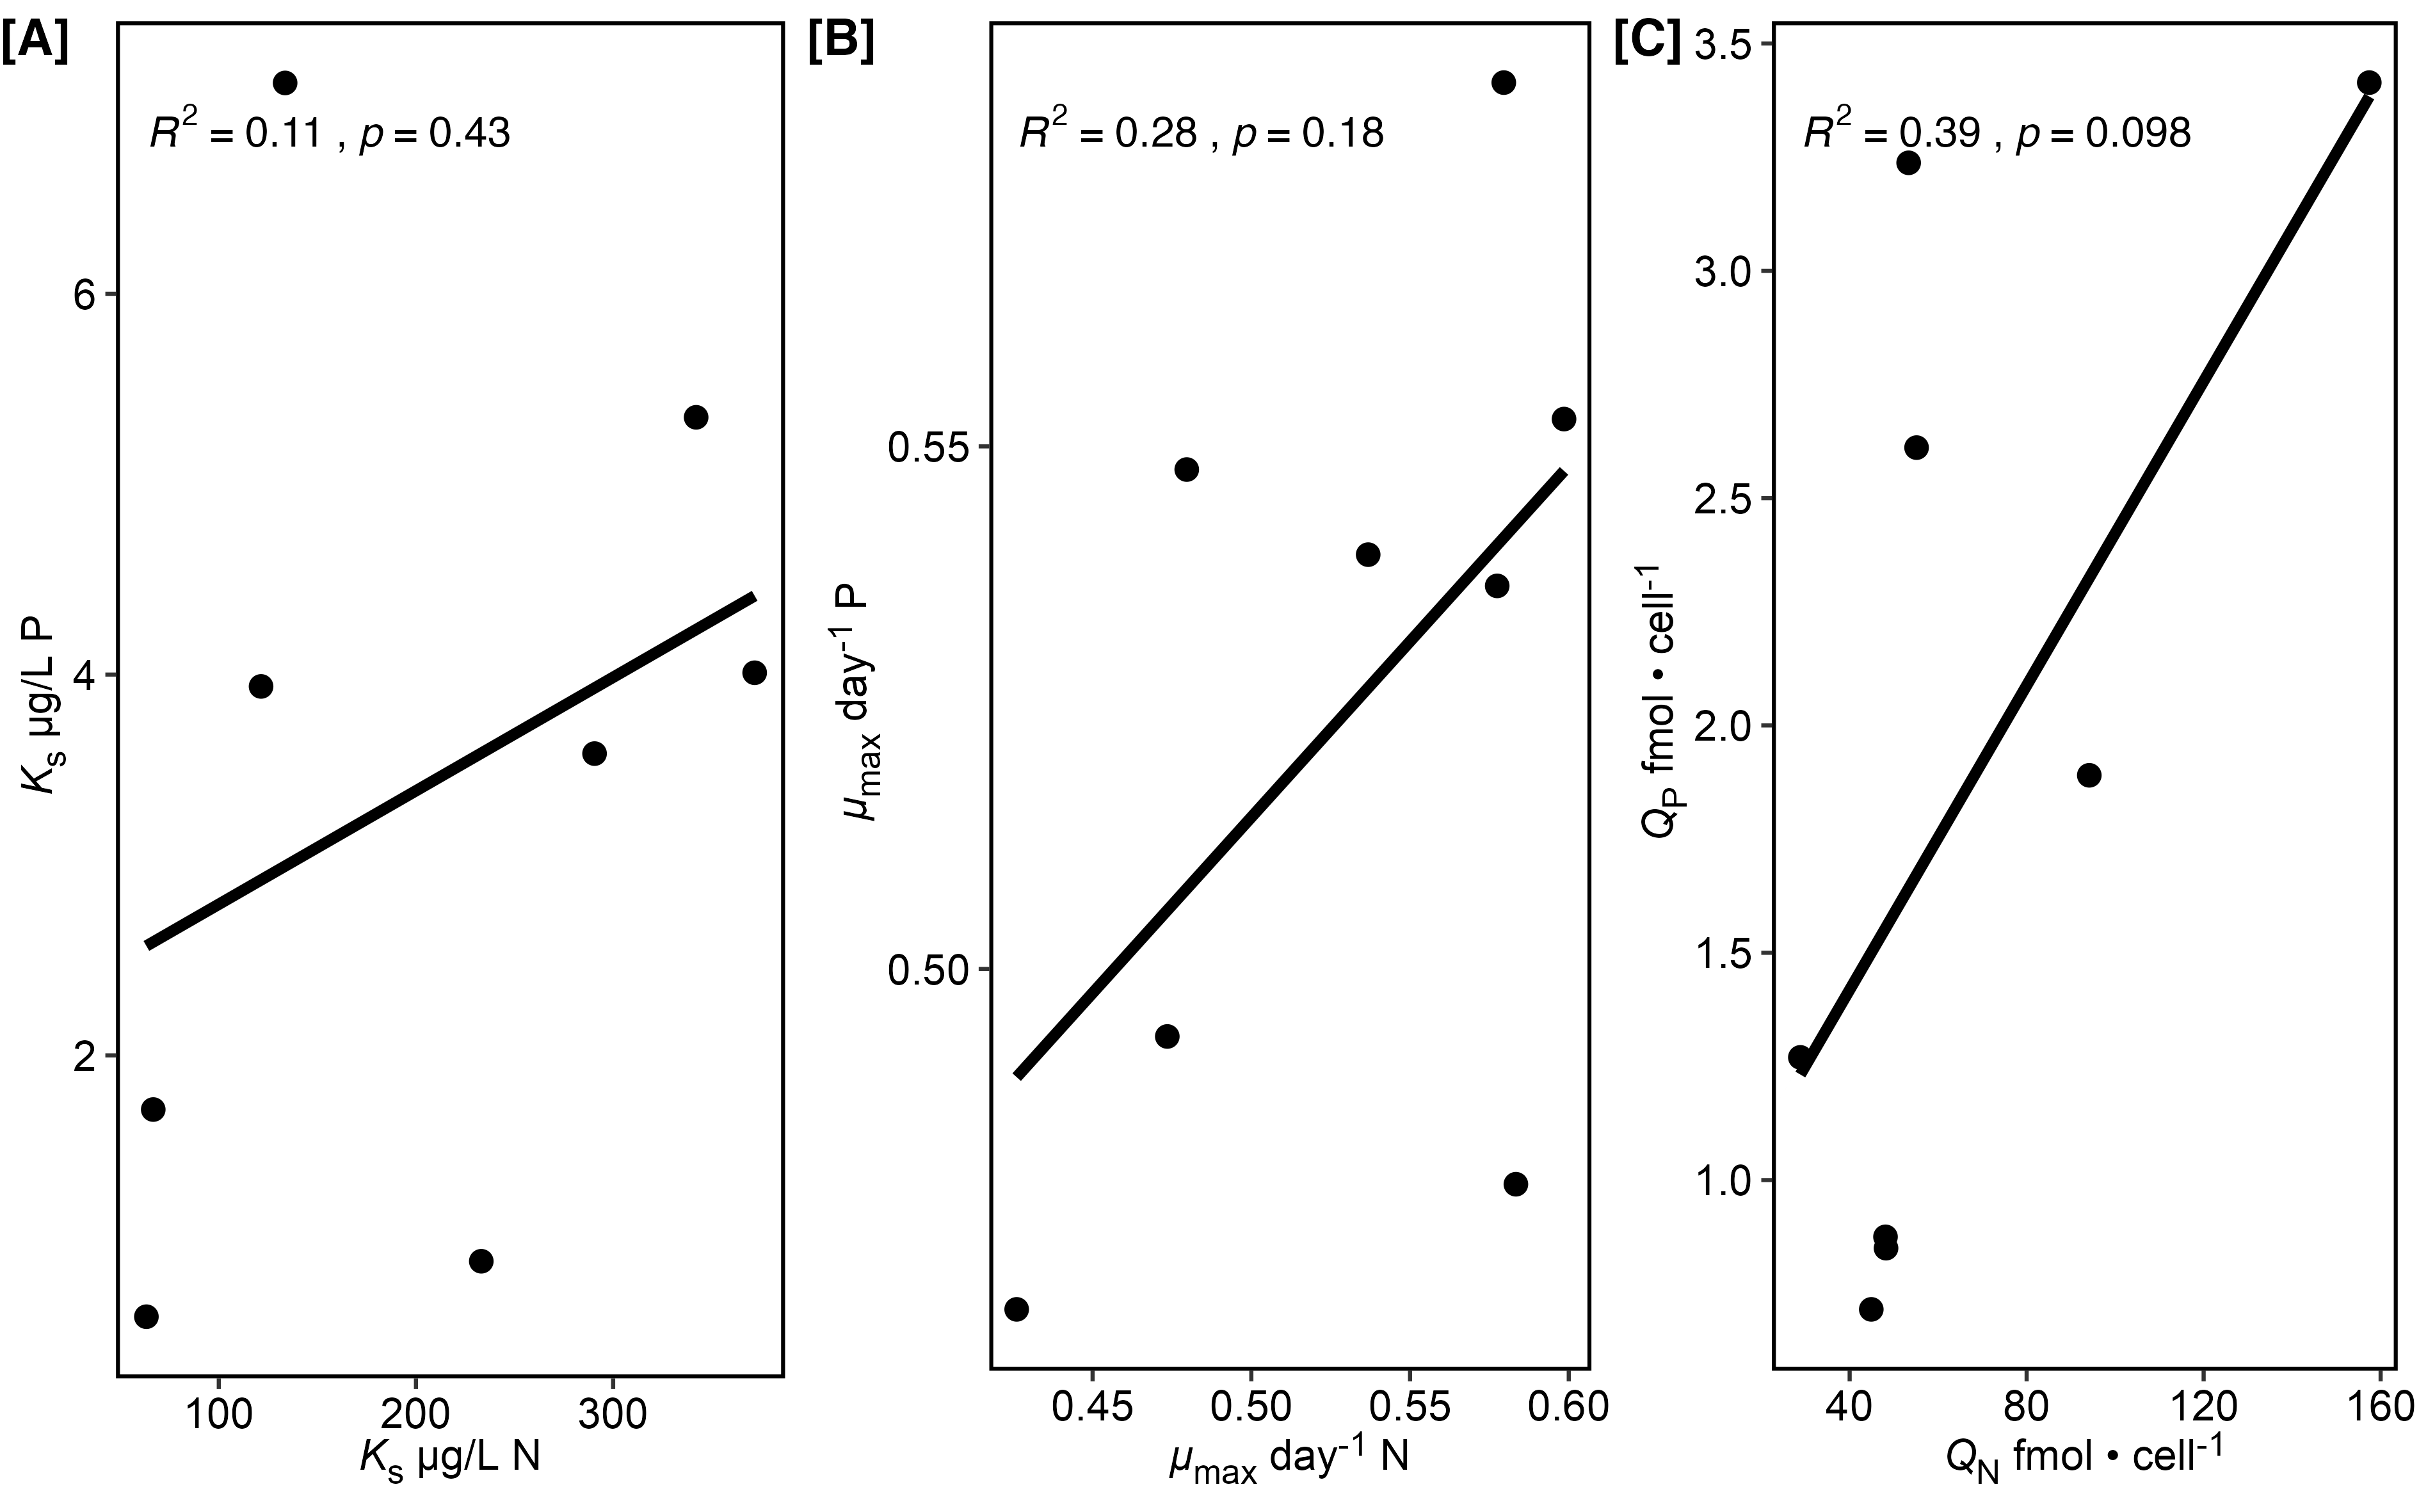 [A]
R² = 0.11 , p = 0.43
6
4
2
Ks µg/L P
100 200 300
Ks µg/L N
[B]
R² = 0.28 , p = 0.18
0.55
0.50
µmax day⁻¹ P
0.45 0.50 0.55 0.60
µmax day⁻¹ N
[C]
R² = 0.39 , p = 0.098
3.5
3.0
2.5
2.0
1.5
1.0
QP fmol • cell⁻¹
40 80 120 160
QN fmol • cell⁻¹